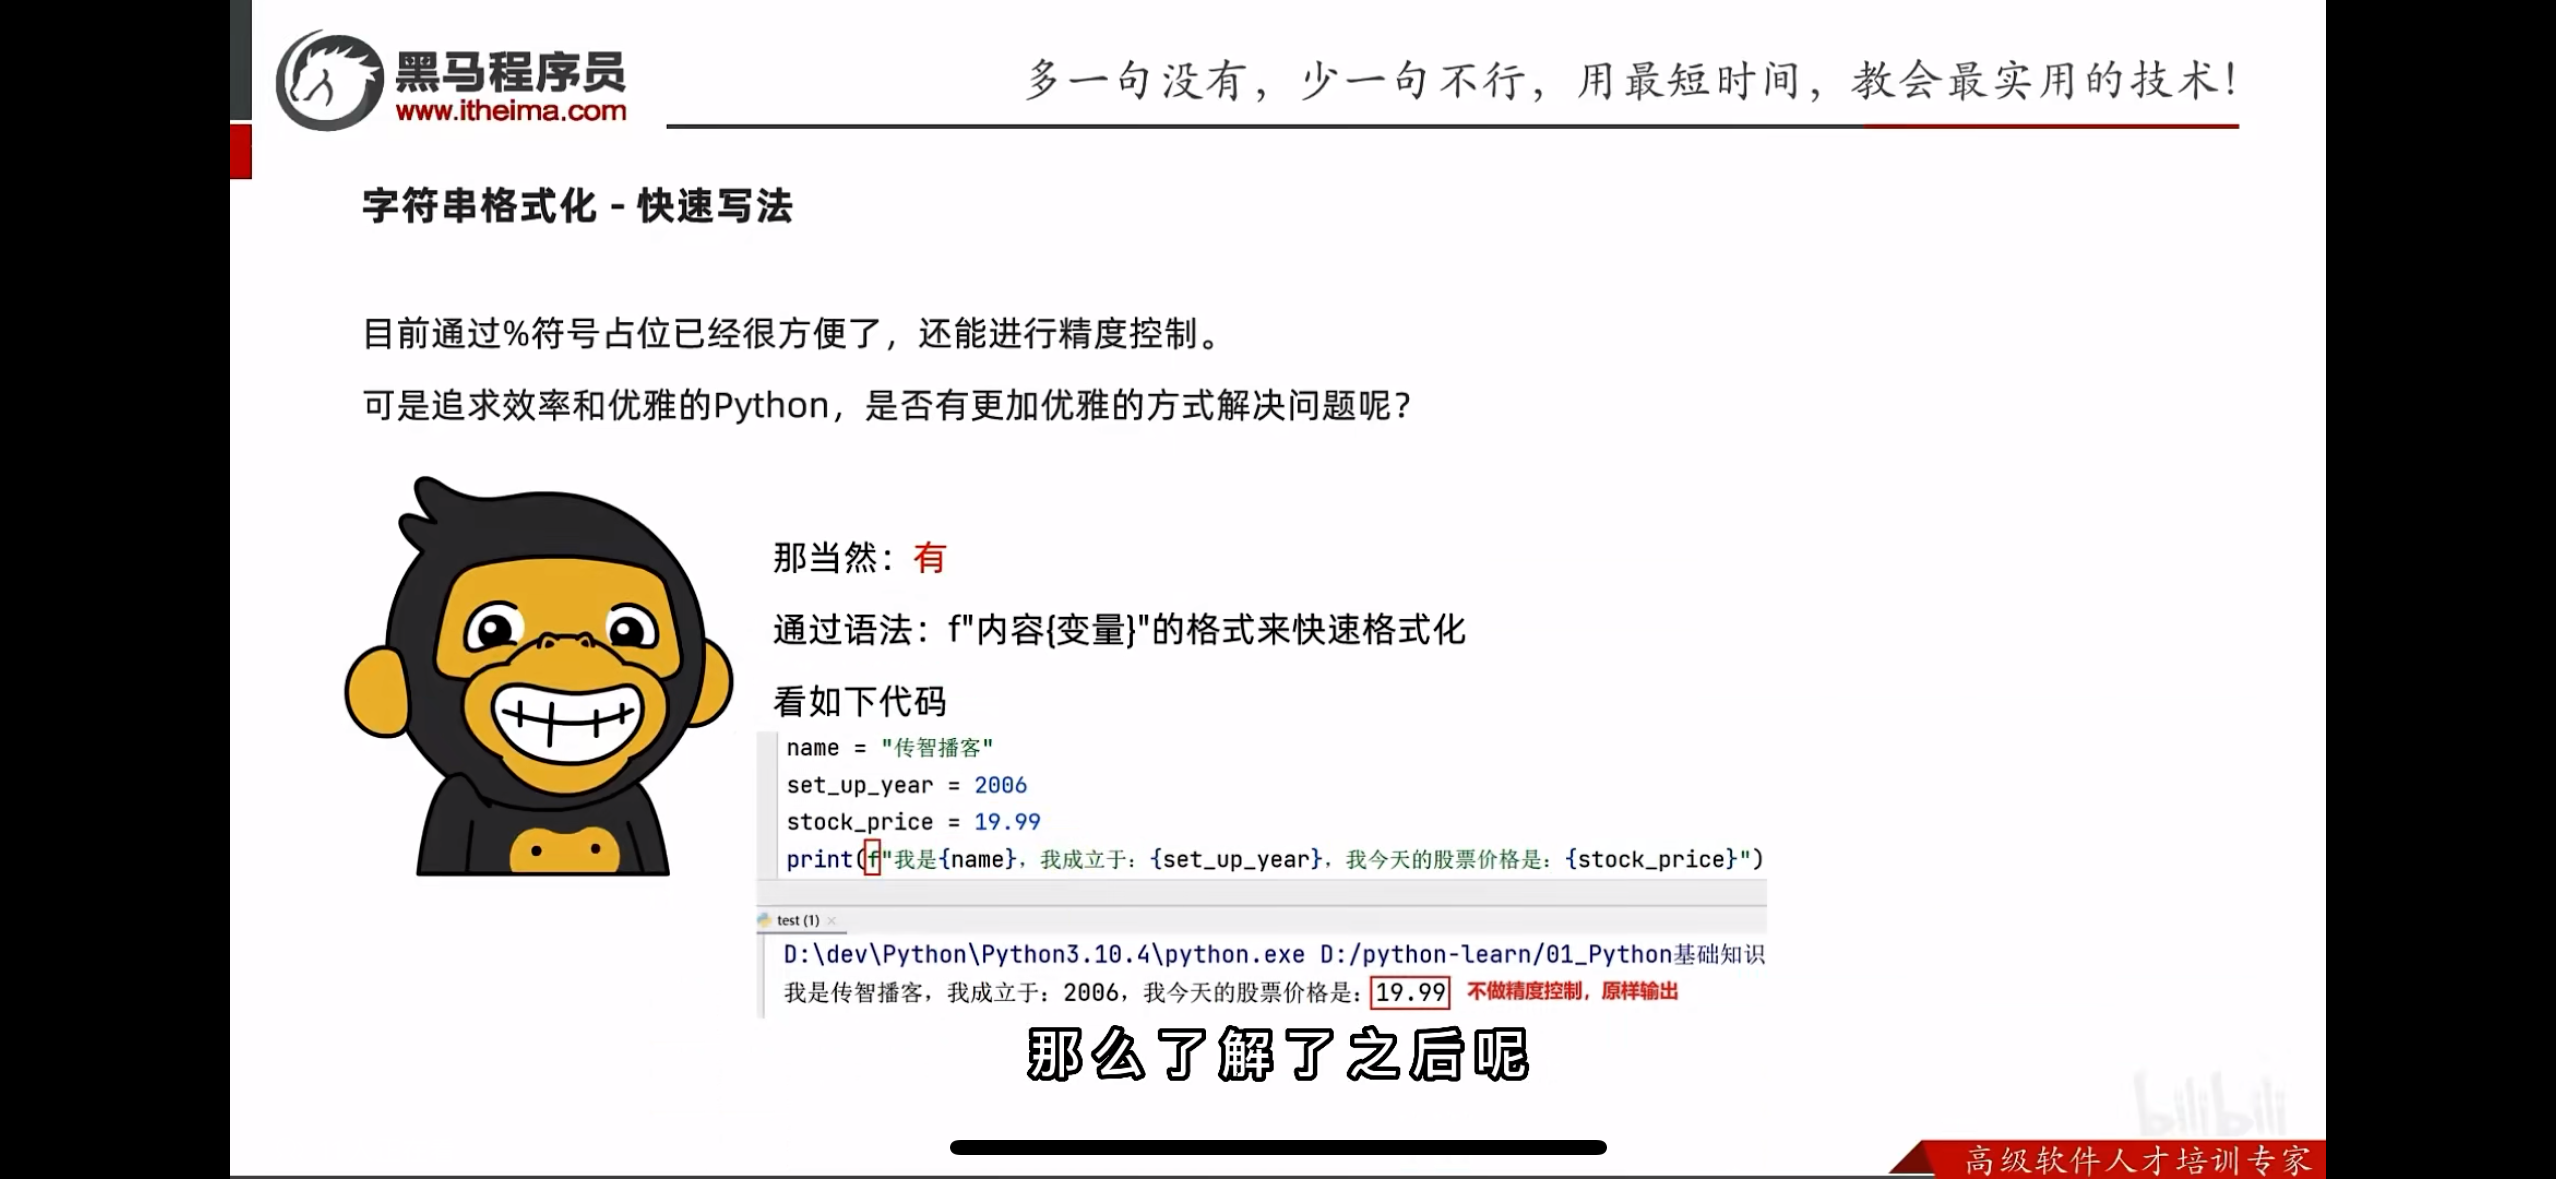 黑马程序员
www.itheima.com
多一句没有，少一句不行，用最短时间，教会最实用的技术！
字符串格式化 - 快速写法
目前通过%符号占位已经很方便了，还能进行精度控制。
可是追求效率和优雅的Python，是否有更加优雅的方式解决问题呢？
那当然：有
通过语法：f"内容{变量}"的格式来快速格式化
看如下代码
name = "传智播客"
set_up_year = 2006
stock_price = 19.99
print(f"我是{name}，我成立于：{set_up_year}，我今天的股票价格是：{stock_price}")
test (1) ×
D:\dev\Python\Python3.10.4\python.exe D:/python-learn/01_Python基础知识
我是传智播客，我成立于：2006，我今天的股票价格是：19.99 不做精度控制，原样输出
那么了解了之后呢
bilibili
高级软件人才培训专家